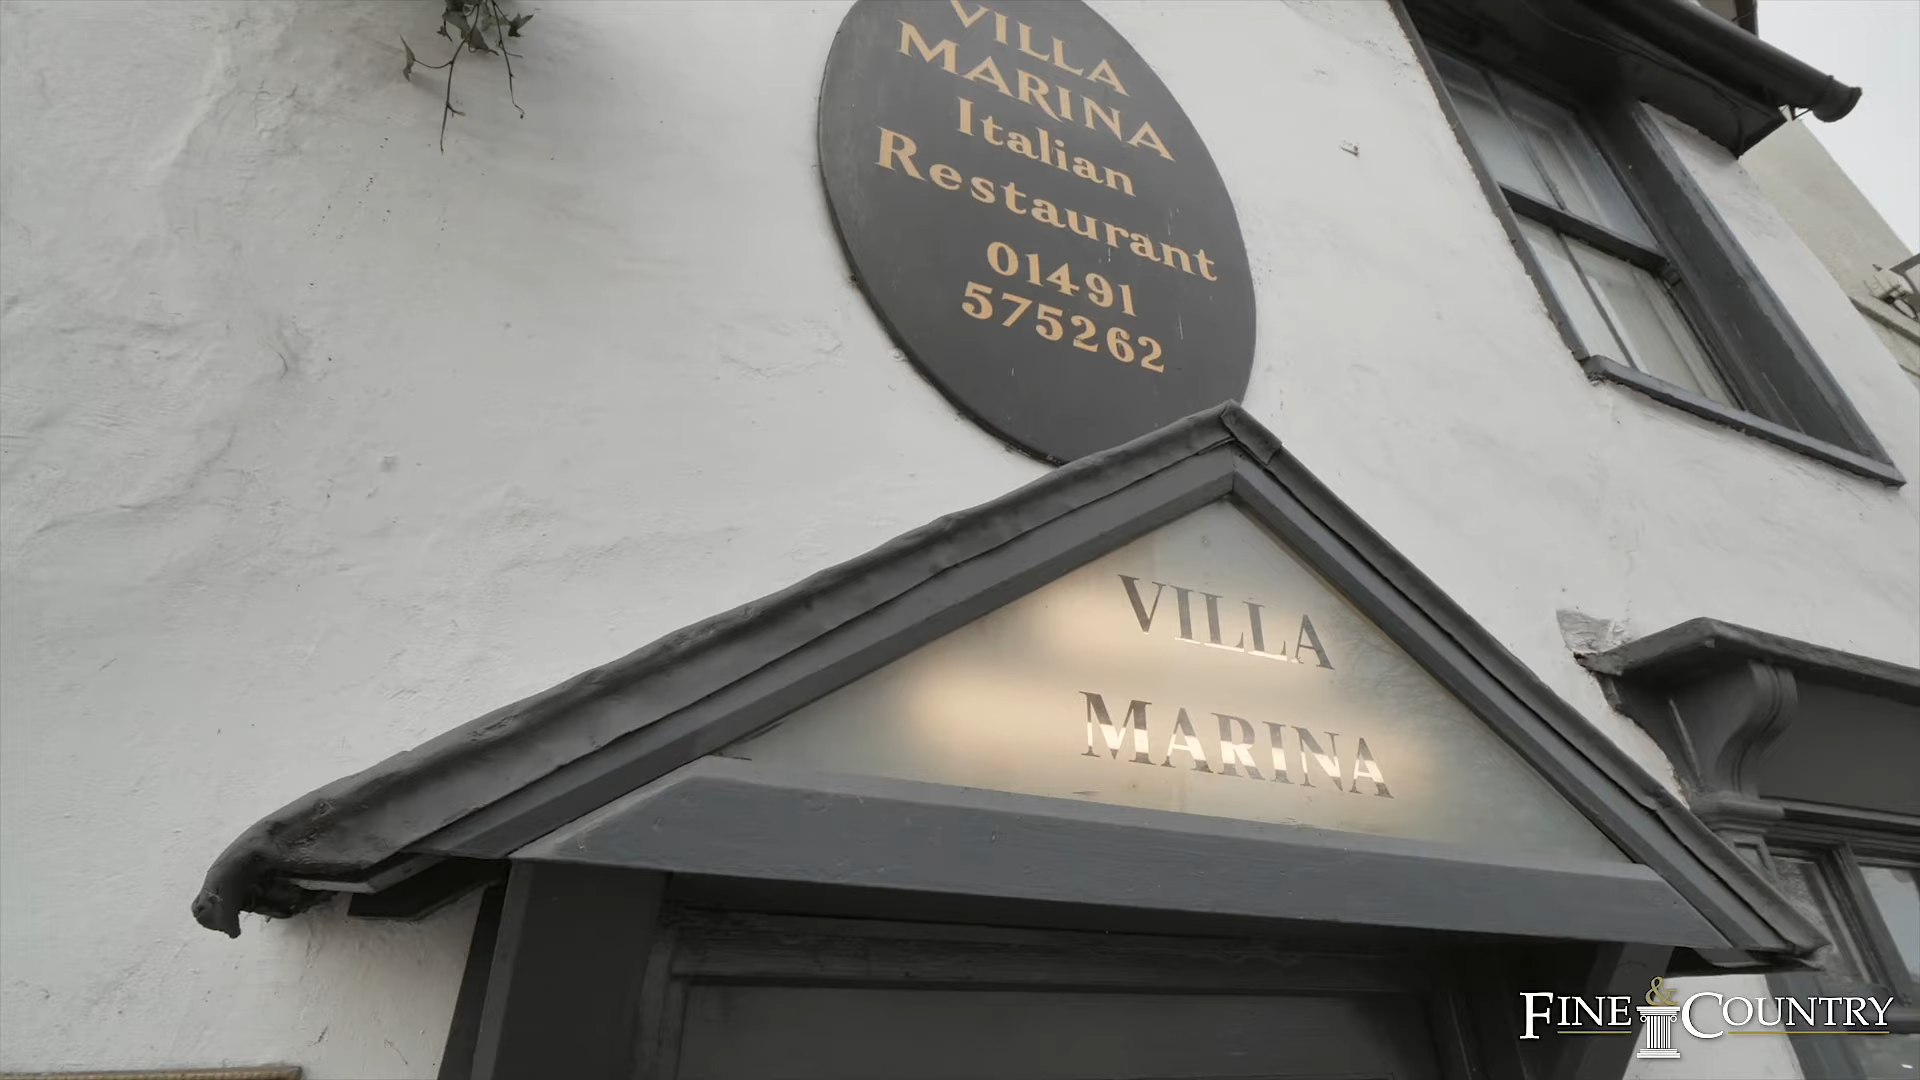 VILLA
MARINA
Italian
Restaurant
01491
575262
VILLA
MARINA
FINE & COUNTRY